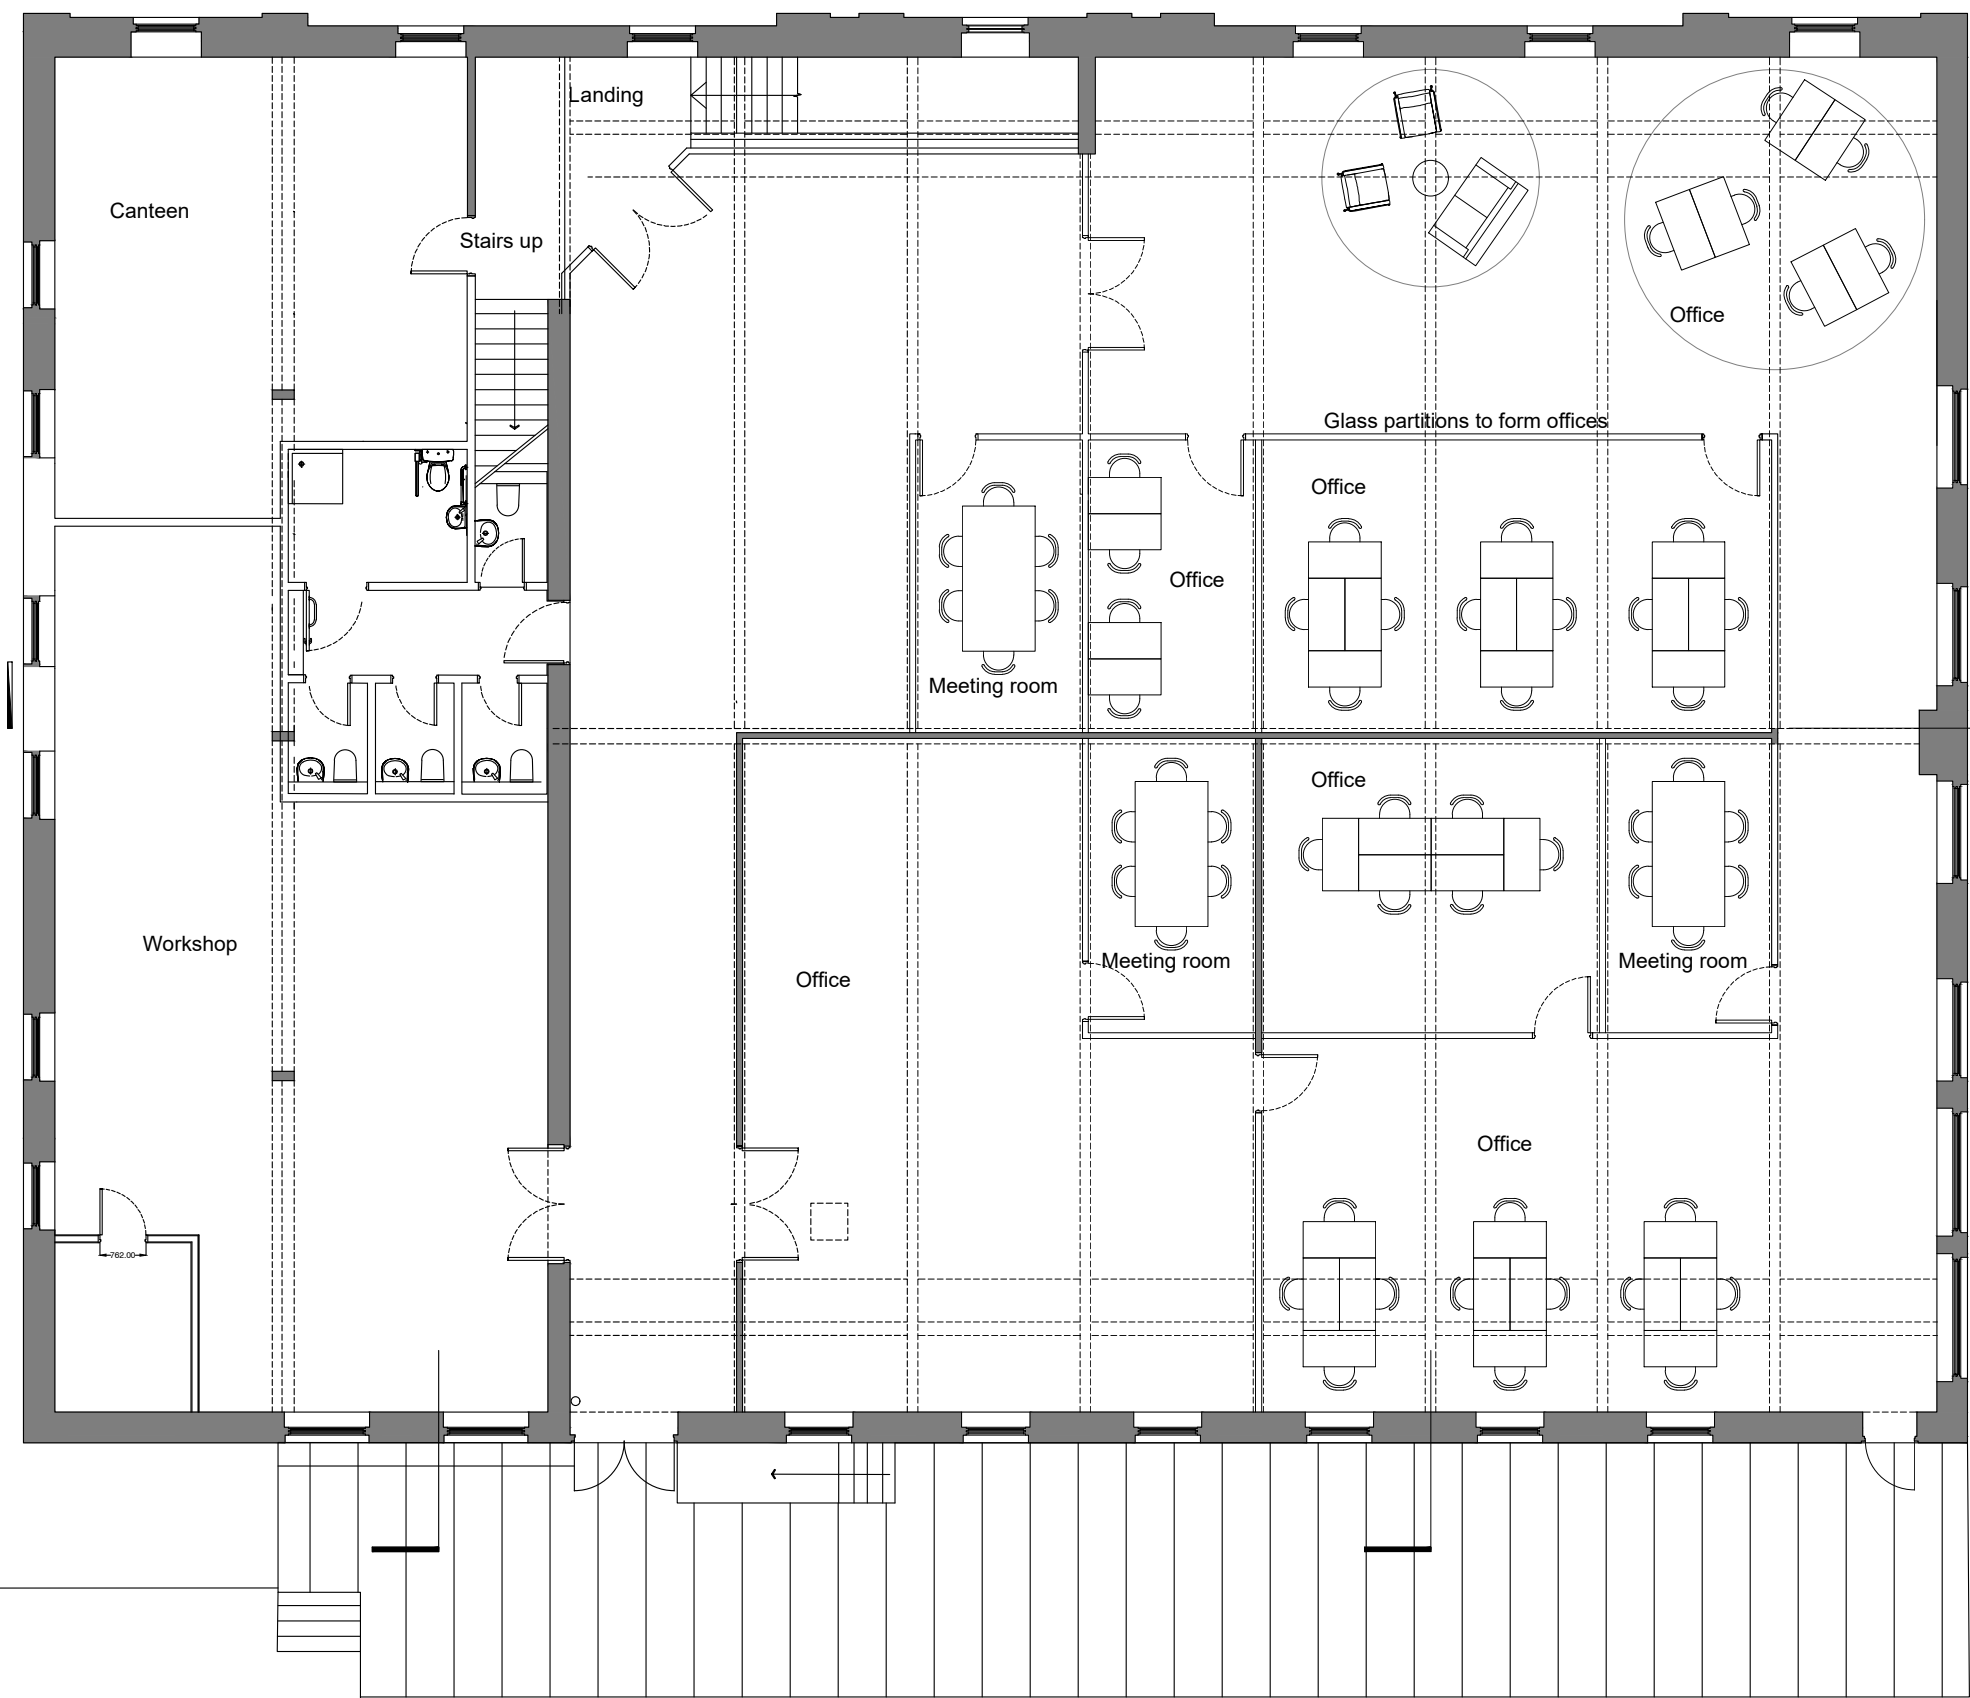 Landing
Canteen
Stairs up
Office
Glass partitions to form offices
Office
Office
Meeting room
Office
Workshop
Meeting room
Meeting room
Office
Office
762.00